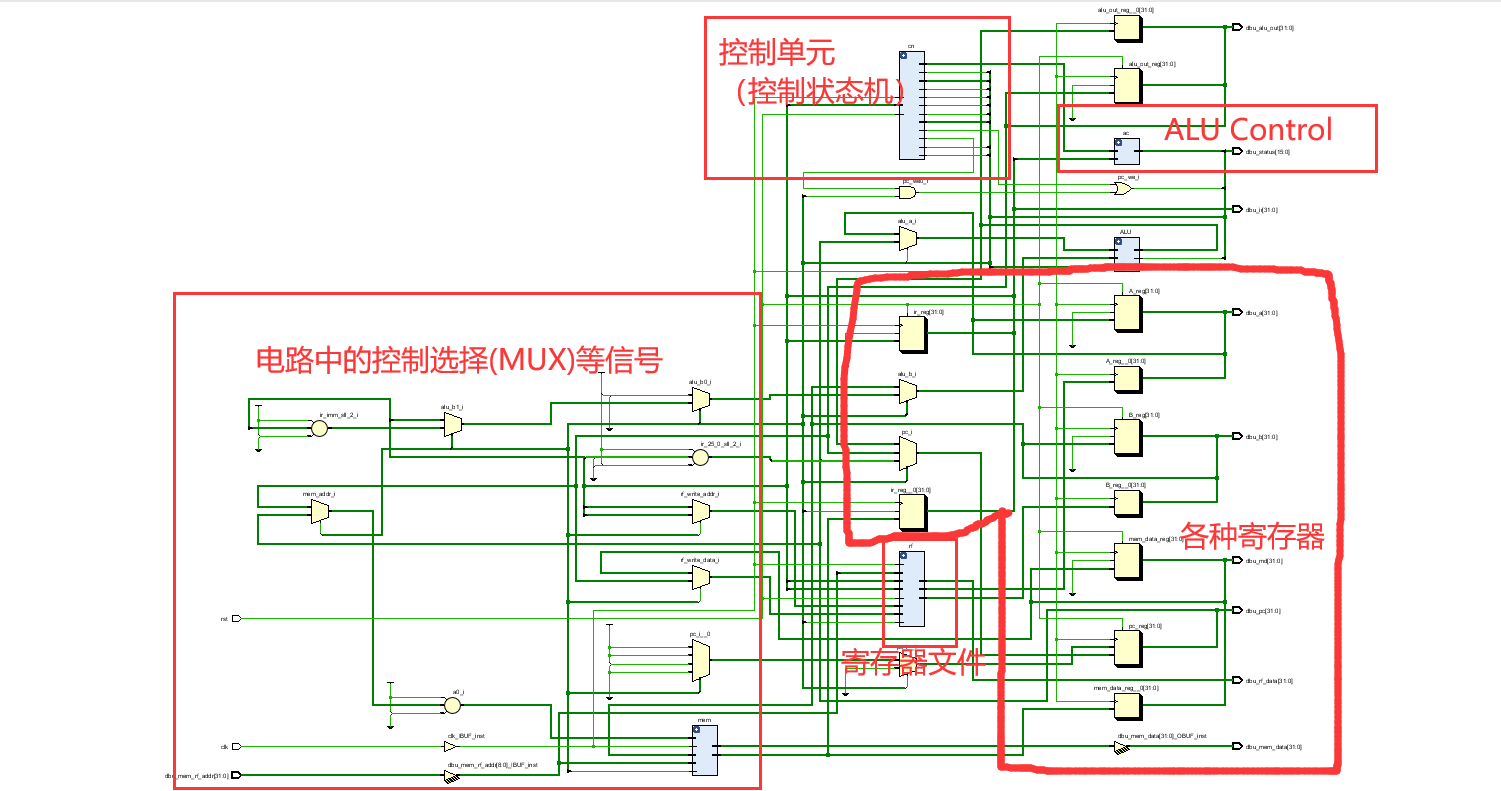 alu_out_reg__0[31:0]
dbu_alu_out[31:0]
控制单元
cn
(控制状态机)
alu_out_reg[31:0]
ALU Control
ac
dbu_status[15:0]
pc_we_i
dbu_ir[31:0]
alu_a_i
ALU
A_reg[31:0]
ir_reg[31:0]
dbu_a[31:0]
电路中的控制选择(MUX)等信号
A_reg__0[31:0]
alu_b_i
alu_b0_i
alu_b1_i
ir_imm_sll_2_i
B_reg[31:0]
pc_i
dbu_b[31:0]
ir_25_0_sll_2_i
B_reg__0[31:0]
ir_reg__0[31:0]
mem_addr_i
rf_write_addr_i
各种寄存器
mem_data_reg[31:0]
rf
rf_write_data_i
dbu_md[31:0]
dbu_pc[31:0]
rst
pc_reg[31:0]
pc_i__0
寄存器文件
dbu_rf_data[31:0]
a0_i
mem_data_reg__0[31:0]
mem
clk_IBUF_inst
dbu_mem_data[31:0]_OBUF_inst
clk
dbu_mem_data[31:0]
dbu_mem_rf_addr[8:0]_IBUF_inst
dbu_mem_rf_addr[31:0]